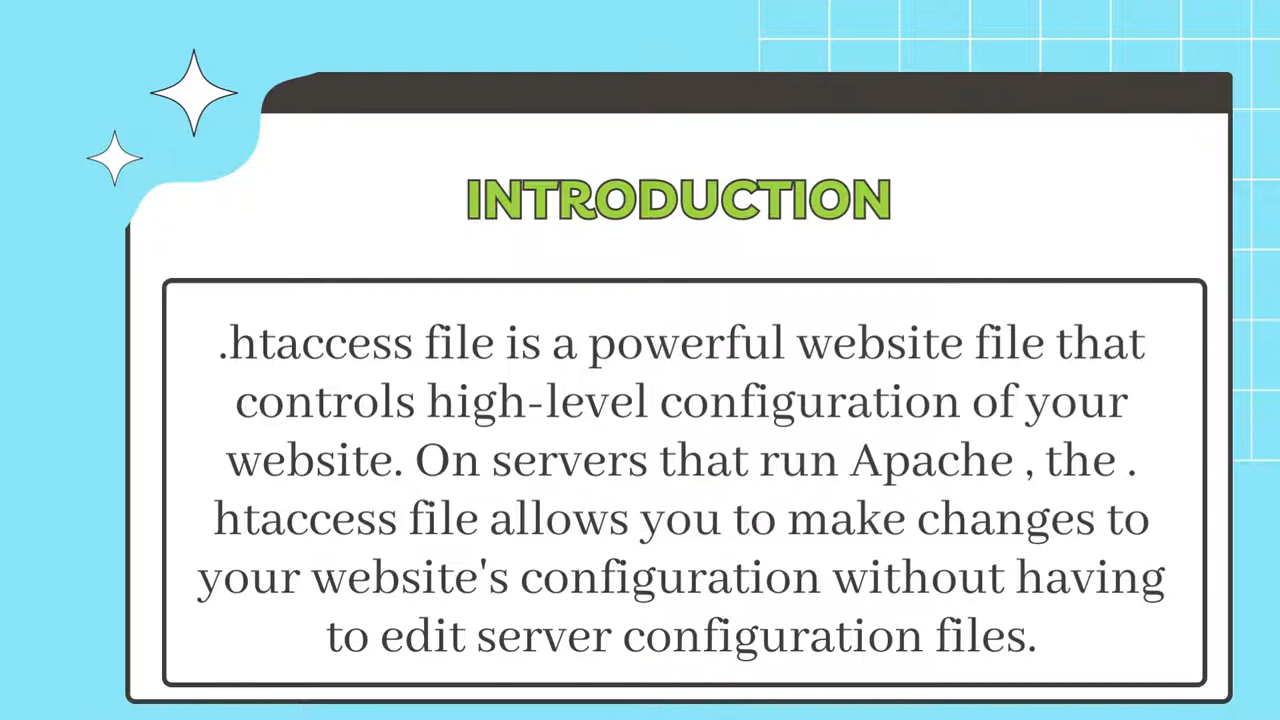 INTRODUCTION
.htaccess file is a powerful website file that
controls high-level configuration of your
website. On servers that run Apache , the .
htaccess file allows you to make changes to
your website's configuration without having
to edit server configuration files.